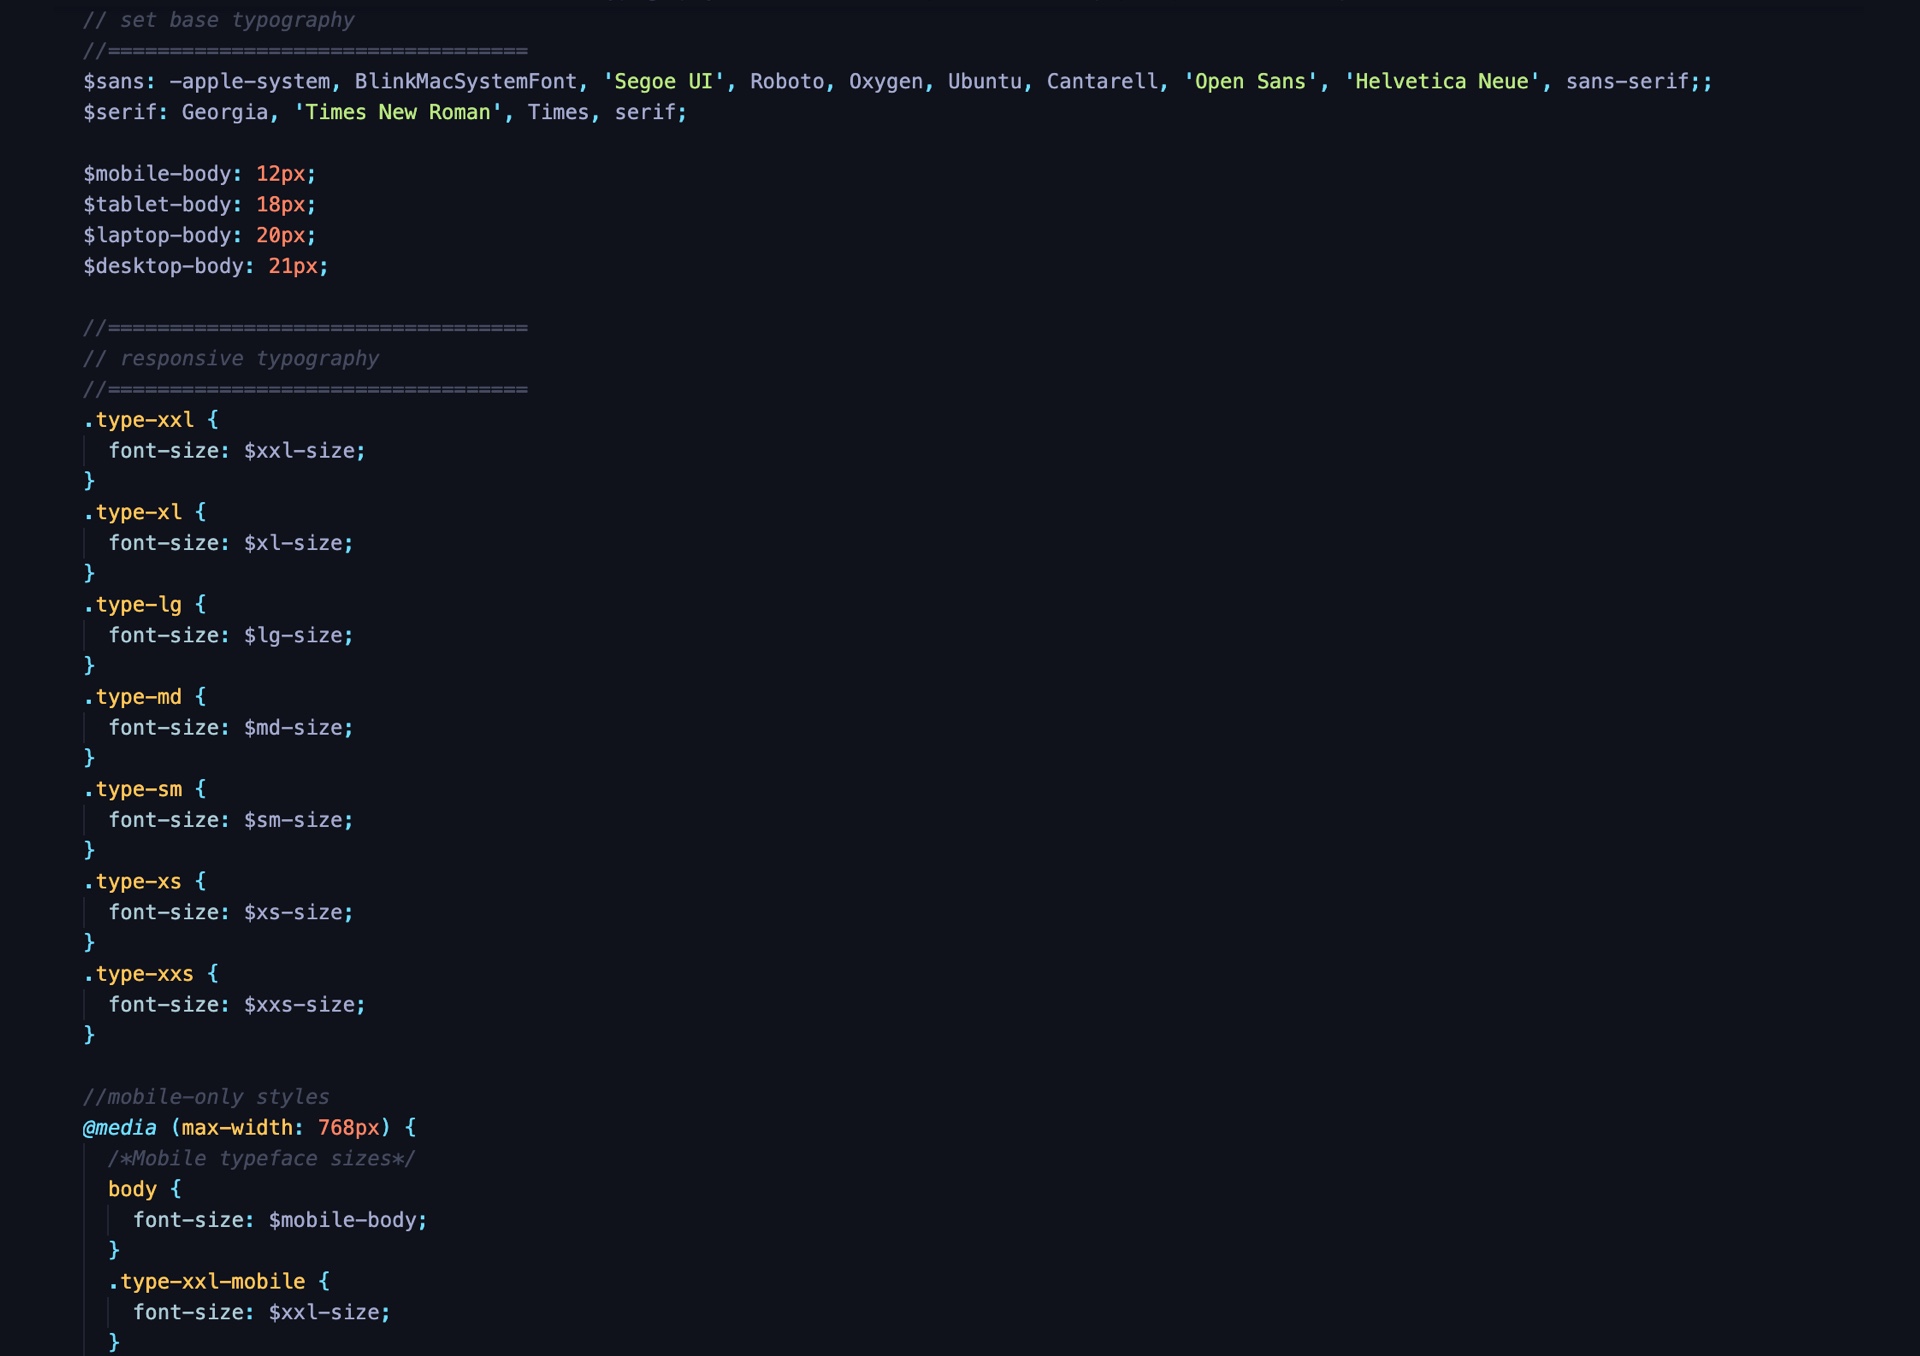 // set base typography
//==================================
$sans: -apple-system, BlinkMacSystemFont, 'Segoe UI', Roboto, Oxygen, Ubuntu, Cantarell, 'Open Sans', 'Helvetica Neue', sans-serif;;
$serif: Georgia, 'Times New Roman', Times, serif;
$mobile-body: 12px;
$tablet-body: 18px;
$laptop-body: 20px;
$desktop-body: 21px;
//==================================
// responsive typography
//==================================
.type-xxl {
font-size: $xxl-size;
}
.type-xl {
font-size: $xl-size;
}
.type-lg {
font-size: $lg-size;
}
.type-md {
font-size: $md-size;
}
.type-sm {
font-size: $sm-size;
}
.type-xs {
font-size: $xs-size;
}
.type-xxs {
font-size: $xxs-size;
}
//mobile-only styles
@media (max-width: 768px) {
/*Mobile typeface sizes*/
body {
font-size: $mobile-body;
}
.type-xxl-mobile {
font-size: $xxl-size;
}